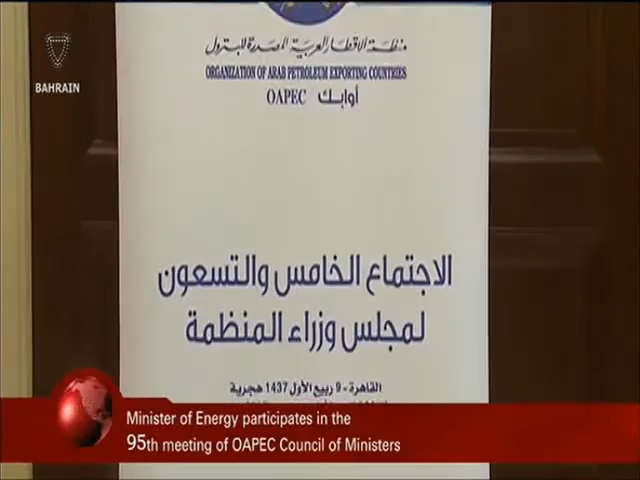 BAHRAIN
منظمة الاقطار العربية المصدرة للبترول
ORGANIZATION OF ARAB PETROLEUM EXPORTING COUNTRIES
OAPEC أوابك
الاجتماع الخامس والتسعون
لمجلس وزراء المنظمة
القاهرة - 9 ربيع الأول 1437 هجرية
Minister of Energy participates in the
95th meeting of OAPEC Council of Ministers